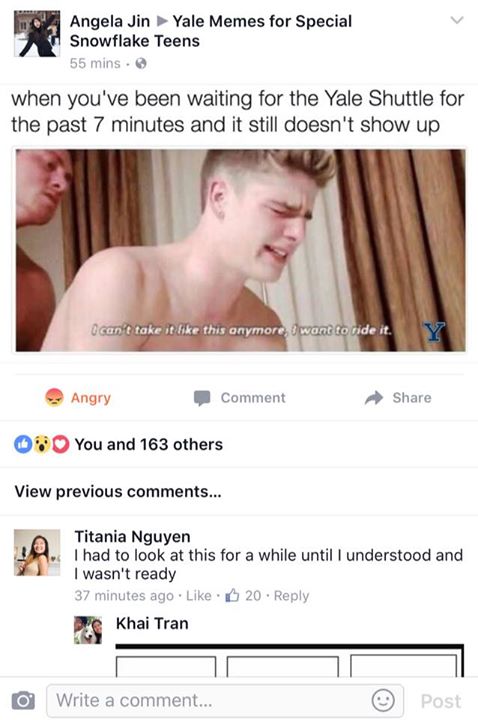 Angela Jin ▶ Yale Memes for Special
Snowflake Teens
55 mins ·
when you've been waiting for the Yale Shuttle for
the past 7 minutes and it still doesn't show up
I can't take it like this anymore, I want to ride it.
Y
Angry
Comment
Share
You and 163 others
View previous comments...
Titania Nguyen
I had to look at this for a while until I understood and
I wasn't ready
37 minutes ago · Like · 20 · Reply
Khai Tran
Write a comment...
Post